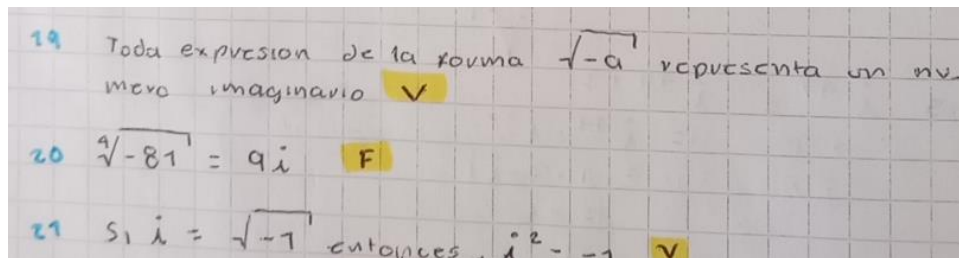 19 Toda expresion de la forma √-a representa un nu-
mero imaginario V
20 ∜-81 = 9i F
21 Si i = √-1 entonces i² = -1 V